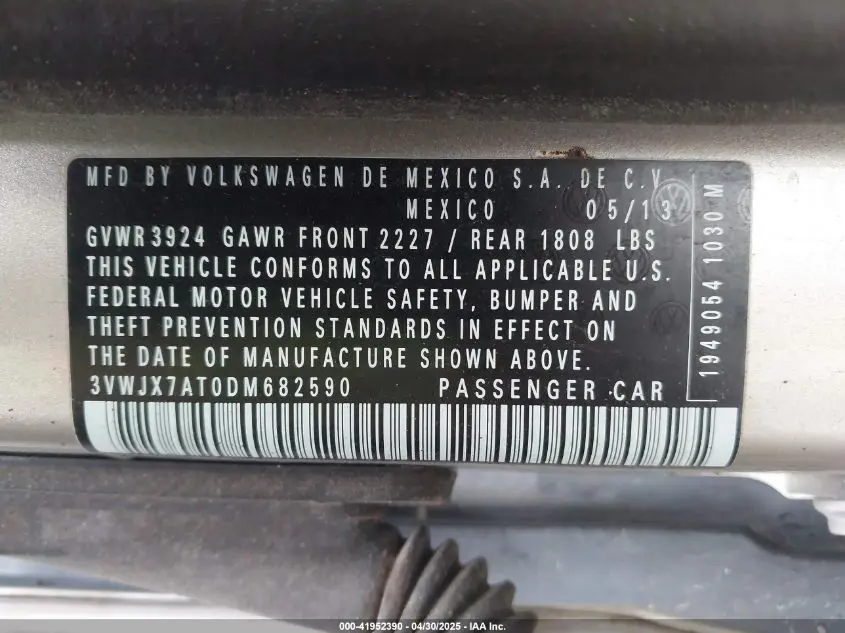 MFD BY VOLKSWAGEN DE MEXICO S.A. DE C.V
MEXICO 05/13
GVWR 3924 GAWR FRONT 2227 / REAR 1808 LBS
THIS VEHICLE CONFORMS TO ALL APPLICABLE U.S.
FEDERAL MOTOR VEHICLE SAFETY, BUMPER AND
THEFT PREVENTION STANDARDS IN EFFECT ON
THE DATE OF MANUFACTURE SHOWN ABOVE.
3VWJX7AT0DM682590 PASSENGER CAR
1949054 1030 M
000-41952390 - 04/30/2025 - IAA Inc.